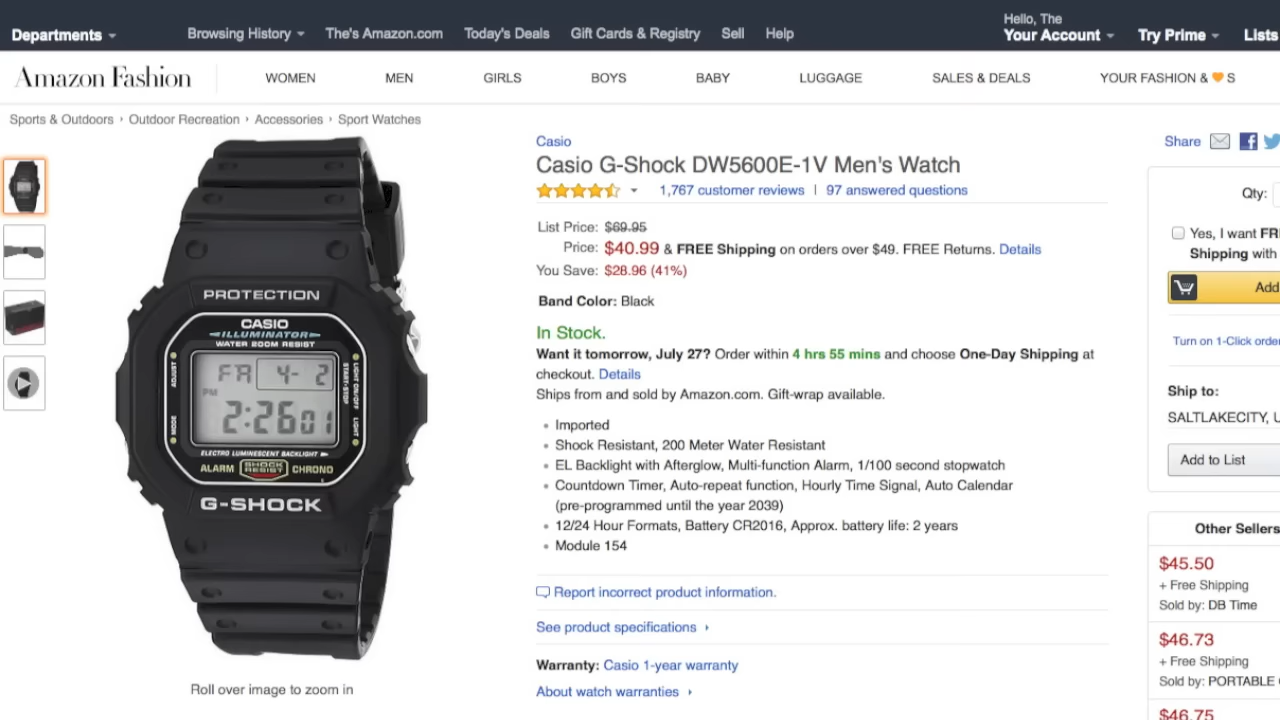 Hello, The
Departments Browsing History The's Amazon.com Today's Deals Gift Cards & Registry Sell Help Your Account Try Prime Lists
Amazon Fashion WOMEN MEN GIRLS BOYS BABY LUGGAGE SALES & DEALS YOUR FASHION & 🧡 S
Sports & Outdoors › Outdoor Recreation › Accessories › Sport Watches
PROTECTION
CASIO
ILLUMINATOR
WATER 200M RESIST
ADJUST
MODE
LIGHT ON/OFF
START•STOP
LIGHT
FR 4- 2
PM
2:26 01
ELECTRO LUMINESCENT BACKLIGHT
ALARM SHOCK RESIST CHRONO
G-SHOCK
Roll over image to zoom in
Casio
Casio G-Shock DW5600E-1V Men's Watch
1,767 customer reviews | 97 answered questions
List Price: $69.95
Price: $40.99 & FREE Shipping on orders over $49. FREE Returns. Details
You Save: $28.96 (41%)
Band Color: Black
In Stock.
Want it tomorrow, July 27? Order within 4 hrs 55 mins and choose One-Day Shipping at
checkout. Details
Ships from and sold by Amazon.com. Gift-wrap available.
• Imported
• Shock Resistant, 200 Meter Water Resistant
• EL Backlight with Afterglow, Multi-function Alarm, 1/100 second stopwatch
• Countdown Timer, Auto-repeat function, Hourly Time Signal, Auto Calendar
(pre-programmed until the year 2039)
• 12/24 Hour Formats, Battery CR2016, Approx. battery life: 2 years
• Module 154
Report incorrect product information.
See product specifications ›
Warranty: Casio 1-year warranty
About watch warranties ›
Share
Qty:
Yes, I want FR
Shipping with
Add
Turn on 1-Click order
Ship to:
SALTLAKECITY, U
Add to List
Other Sellers
$45.50
+ Free Shipping
Sold by: DB Time
$46.73
+ Free Shipping
Sold by: PORTABLE
$46.75